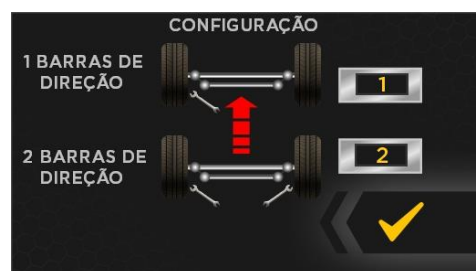 CONFIGURAÇÃO
1 BARRAS DE
DIREÇÃO
1
2 BARRAS DE
DIREÇÃO
2